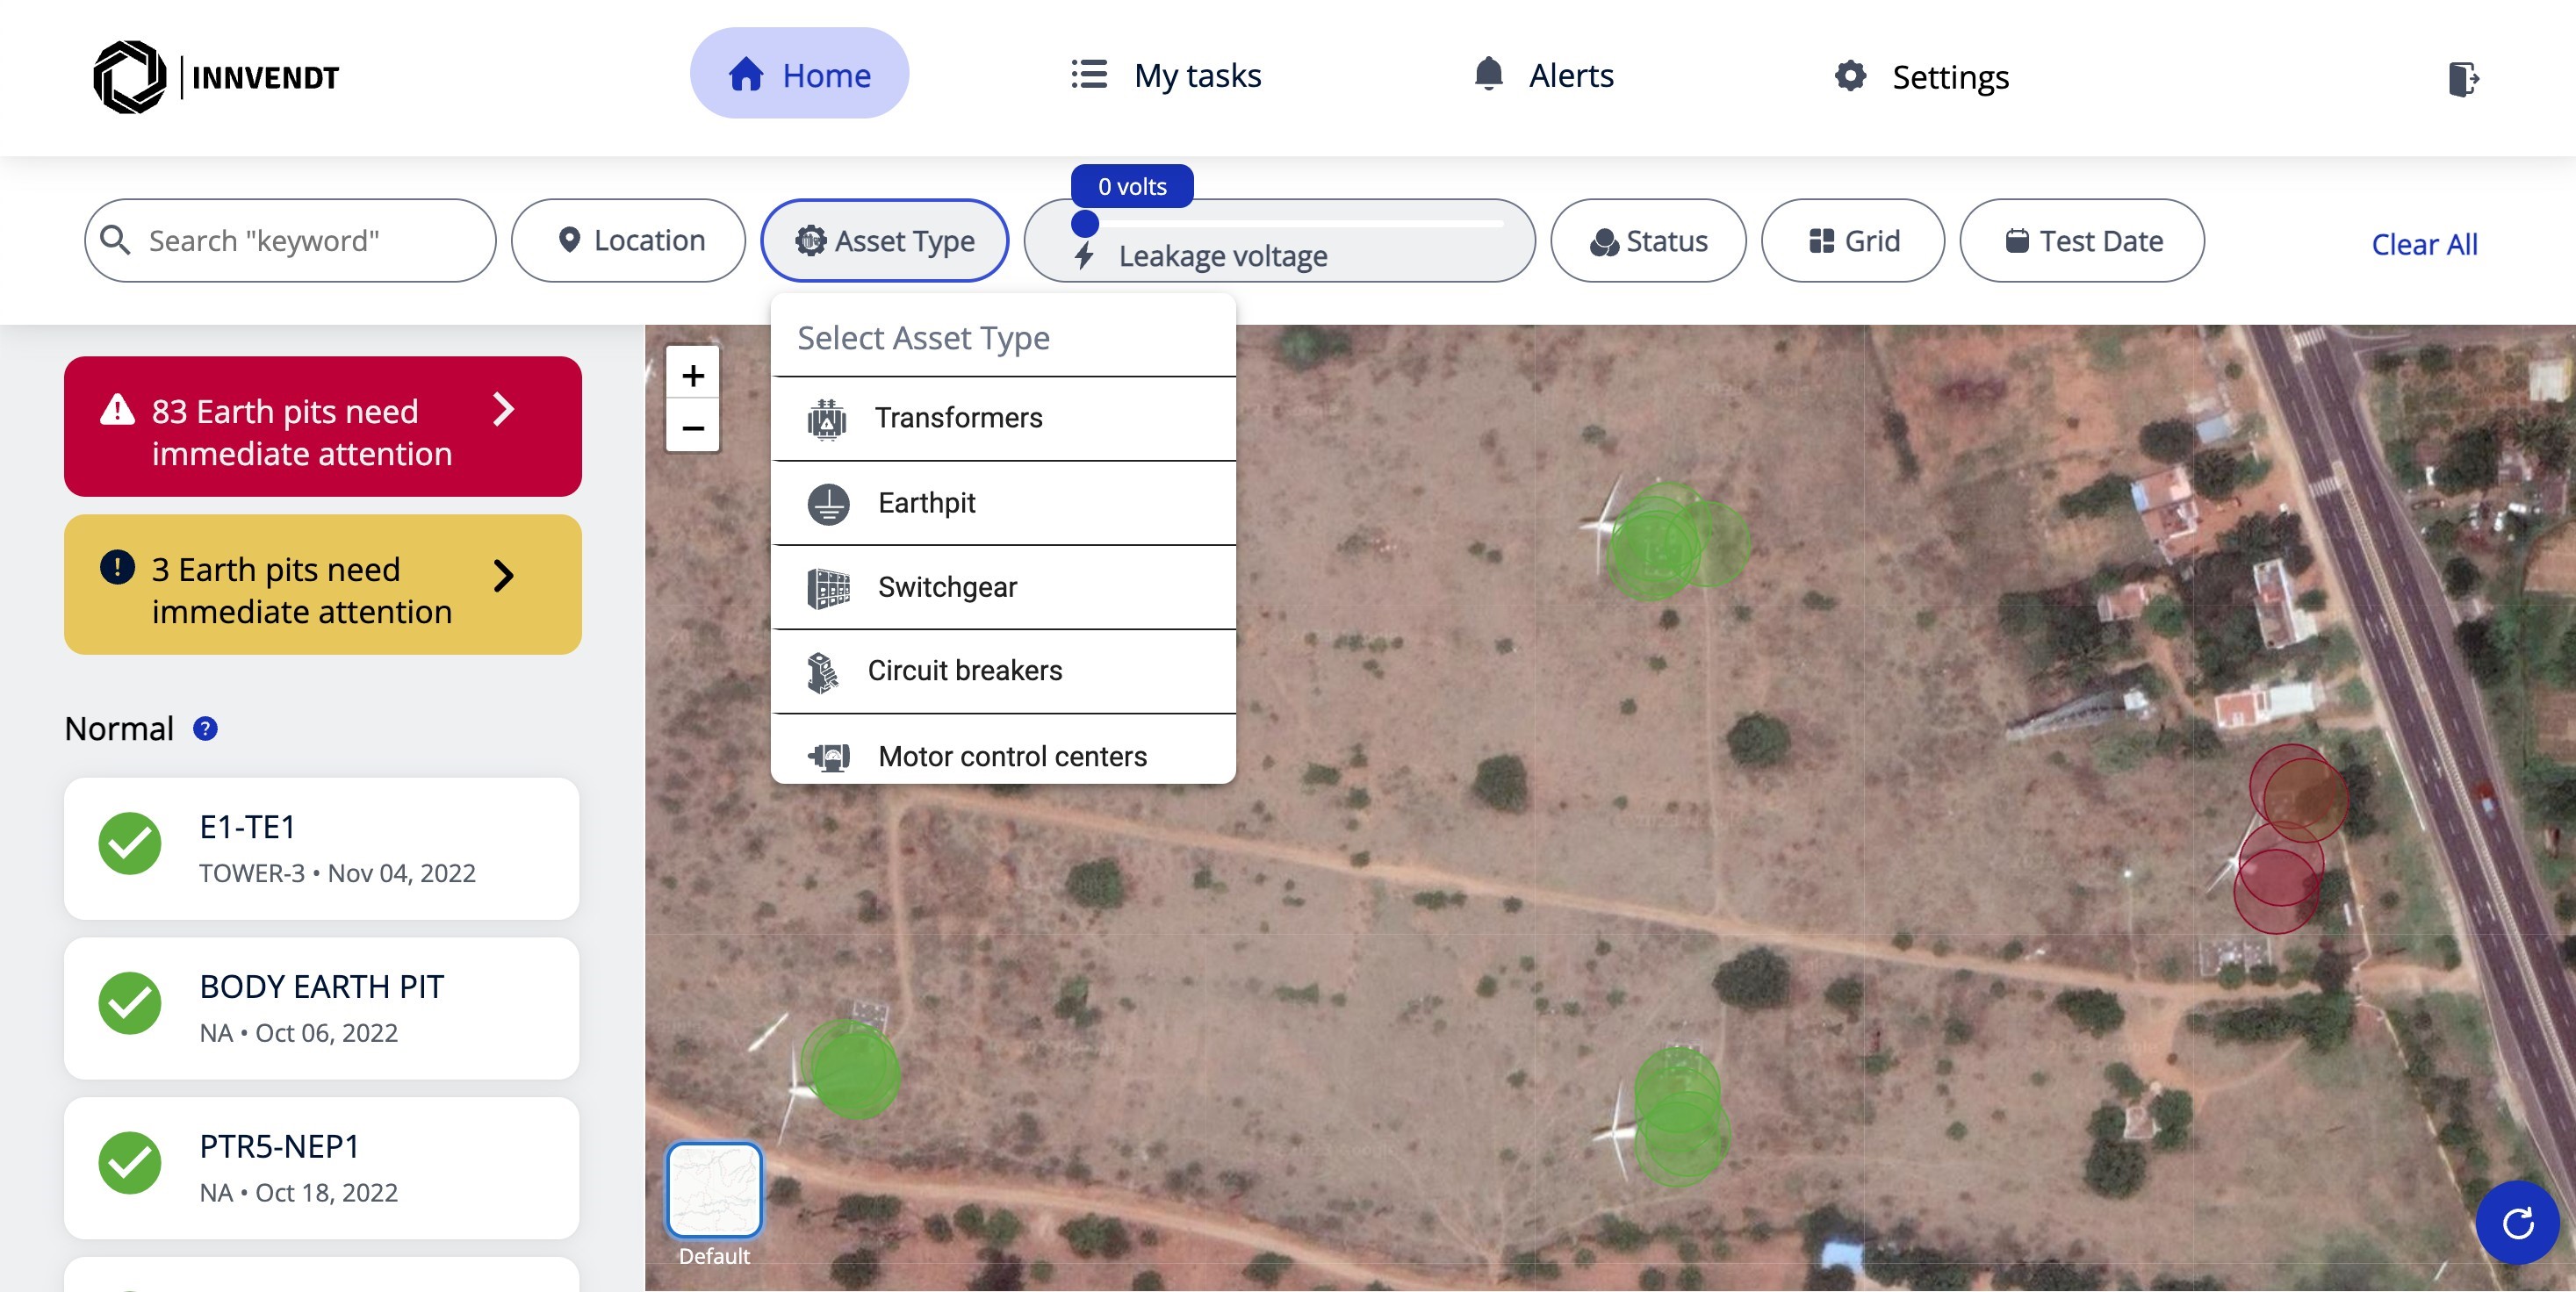 INNVENDT
Home
My tasks
Alerts
Settings
Search "keyword"
Location
Asset Type
0 volts
Leakage voltage
Status
Grid
Test Date
Clear All
83 Earth pits need
immediate attention
3 Earth pits need
immediate attention
Normal ?
E1-TE1
TOWER-3 • Nov 04, 2022
BODY EARTH PIT
NA • Oct 06, 2022
PTR5-NEP1
NA • Oct 18, 2022
+
−
Select Asset Type
Transformers
Earthpit
Switchgear
Circuit breakers
Motor control centers
Default